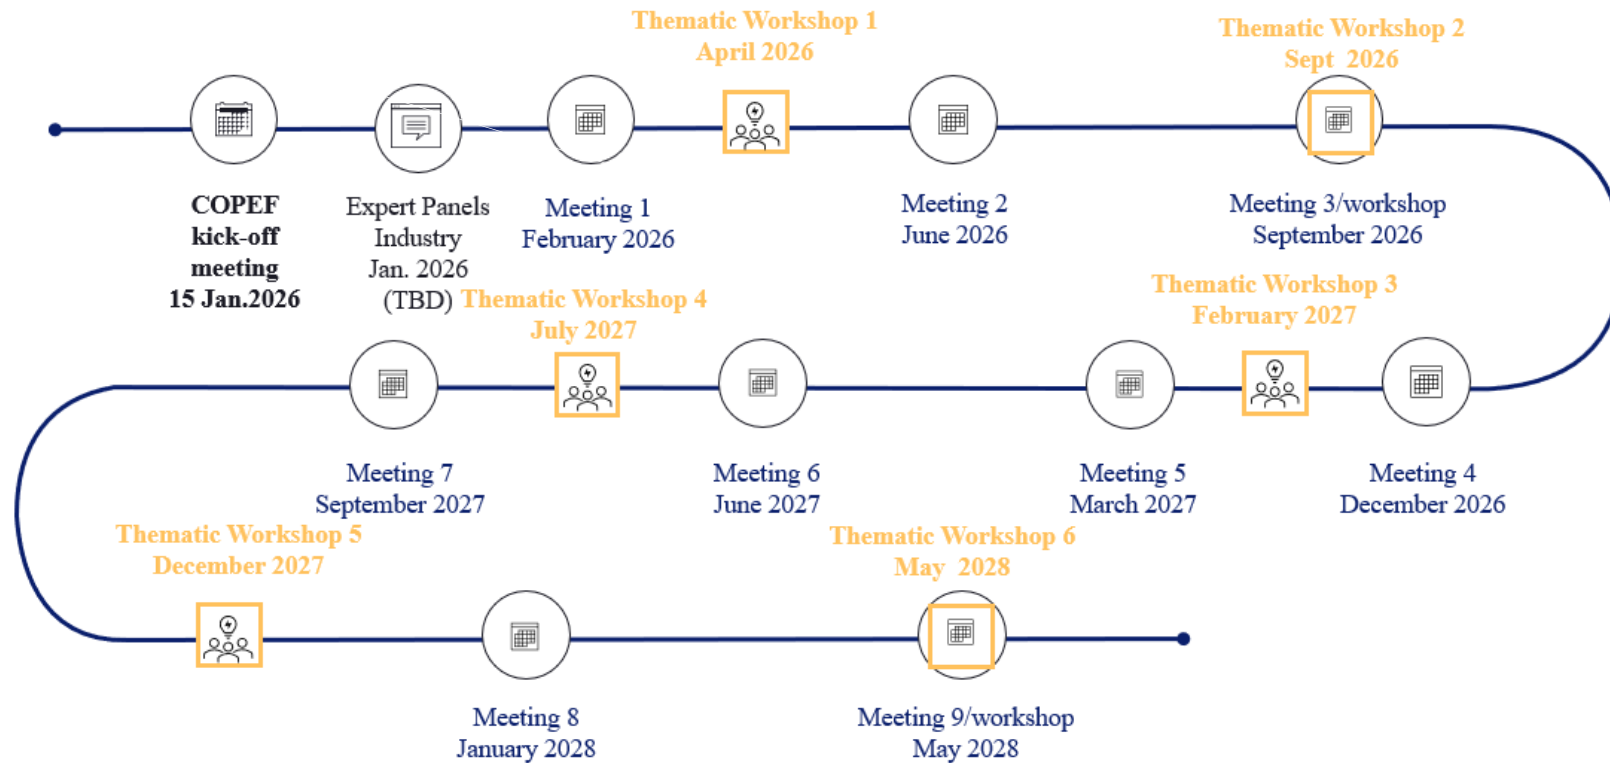 Thematic Workshop 1
April 2026
Thematic Workshop 2
Sept  2026
COPEF
kick-off
meeting
15 Jan.2026
Expert Panels
Industry
Jan. 2026
(TBD)
Meeting 1
February 2026
Meeting 2
June 2026
Meeting 3/workshop
September 2026
Thematic Workshop 3
February 2027
Thematic Workshop 4
July 2027
Meeting 4
December 2026
Meeting 5
March 2027
Meeting 6
June 2027
Meeting 7
September 2027
Thematic Workshop 5
December 2027
Thematic Workshop 6
May  2028
Meeting 8
January 2028
Meeting 9/workshop
May 2028